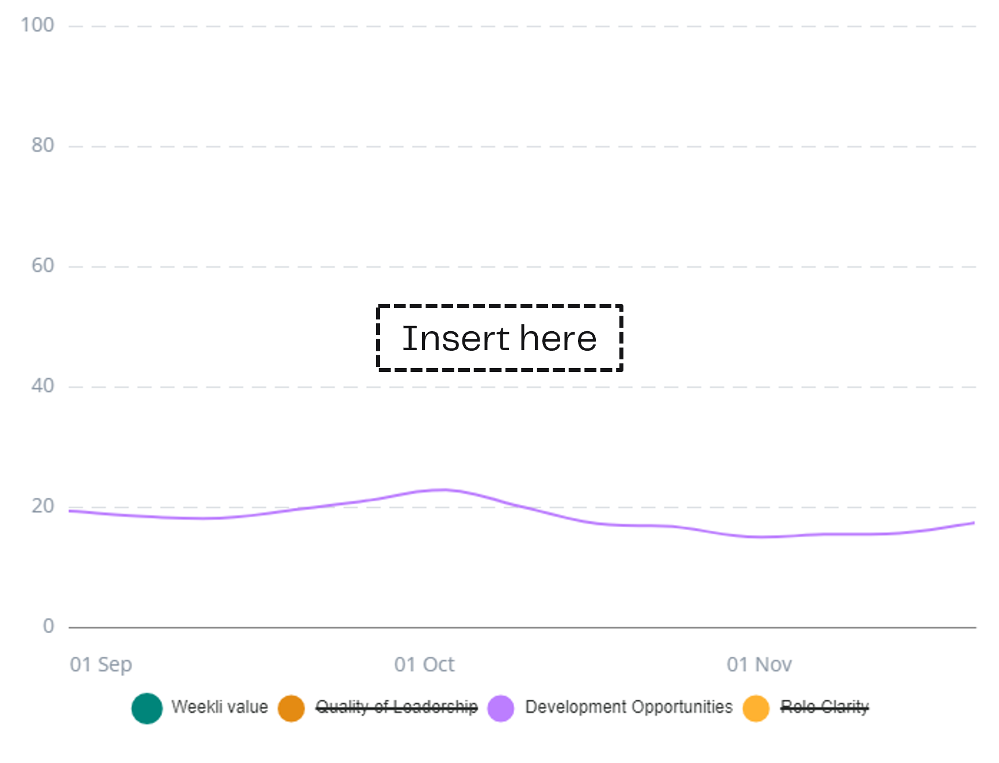 100
80
60
Insert here
40
20
0
01 Sep 01 Oct 01 Nov
Weekli value Quality of Leadership Development Opportunities Role Clarity